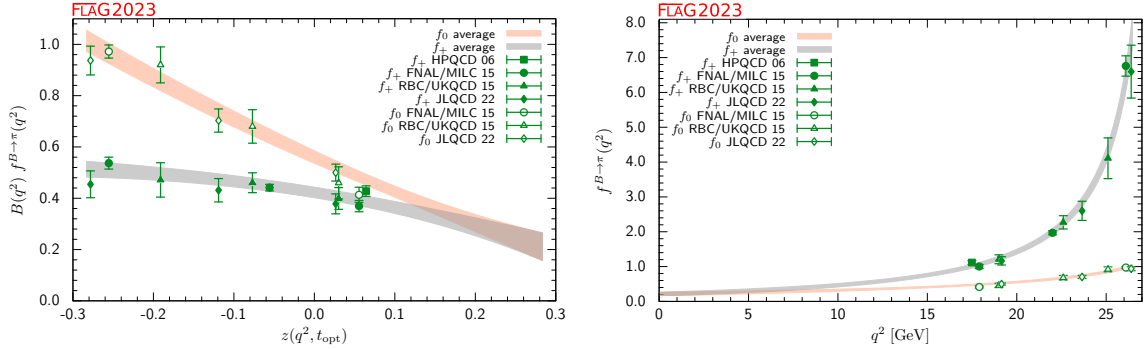 FLAG2023
f₀ average
f₊ average
f₊ HPQCD 06
f₊ FNAL/MILC 15
f₊ RBC/UKQCD 15
f₊ JLQCD 22
f₀ FNAL/MILC 15
f₀ RBC/UKQCD 15
f₀ JLQCD 22
B(q²) f^{B→π}(q²)
1.0
0.8
0.6
0.4
0.2
0.0
-0.3 -0.2 -0.1 0.0 0.1 0.2 0.3
z(q², t_opt)
FLAG2023
f₀ average
f₊ average
f₊ HPQCD 06
f₊ FNAL/MILC 15
f₊ RBC/UKQCD 15
f₊ JLQCD 22
f₀ FNAL/MILC 15
f₀ RBC/UKQCD 15
f₀ JLQCD 22
f^{B→π}(q²)
8.0
7.0
6.0
5.0
4.0
3.0
2.0
1.0
0.0
0 5 10 15 20 25
q² [GeV]